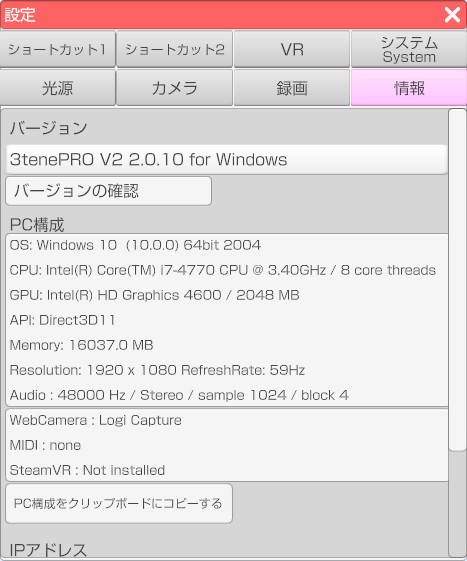 設定
ショートカット1 ショートカット2 VR システム
System
光源 カメラ 録画 情報
バージョン
3tenePRO V2 2.0.10 for Windows
バージョンの確認
PC構成
OS: Windows 10  (10.0.0) 64bit 2004
CPU: Intel(R) Core(TM) i7-4770 CPU @ 3.40GHz / 8 core threads
GPU: Intel(R) HD Graphics 4600 / 2048 MB
API: Direct3D11
Memory: 16037.0 MB
Resolution: 1920 x 1080 RefreshRate: 59Hz
Audio : 48000 Hz / Stereo / sample 1024 / block 4
WebCamera : Logi Capture
MIDI : none
SteamVR : Not installed
PC構成をクリップボードにコピーする
IPアドレス